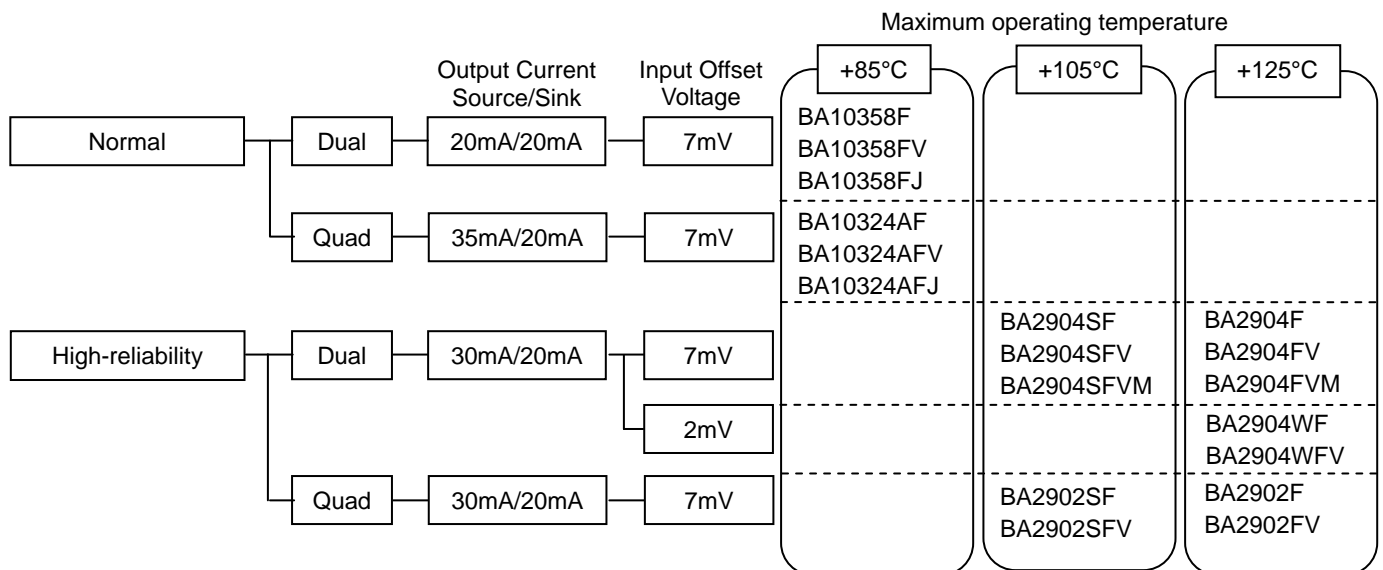 Maximum operating temperature
Output Current
Source/Sink
Input Offset
Voltage
+85°C
+105°C
+125°C
Normal
Dual
20mA/20mA
7mV
BA10358F
BA10358FV
BA10358FJ
Quad
35mA/20mA
7mV
BA10324AF
BA10324AFV
BA10324AFJ
High-reliability
Dual
30mA/20mA
7mV
BA2904SF
BA2904SFV
BA2904SFVM
BA2904F
BA2904FV
BA2904FVM
2mV
BA2904WF
BA2904WFV
Quad
30mA/20mA
7mV
BA2902SF
BA2902SFV
BA2902F
BA2902FV